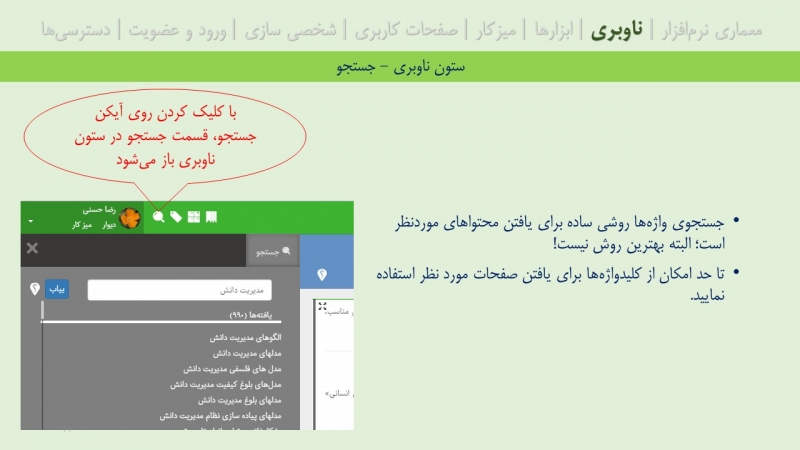 معماری نرم‌افزار | ناوبری | ابزارها | میزکار | صفحات کاربری | شخصی سازی | ورود و عضویت | دسترسی‌ها
ستون ناوبری – جستجو
با کلیک کردن روی آیکن
جستجو، قسمت جستجو در ستون
ناوبری باز می‌شود
• جستجوی واژه‌ها روشی ساده برای یافتن محتواهای موردنظر
است؛ البته بهترین روش نیست!
• تا حد امکان از کلیدواژه‌ها برای یافتن صفحات مورد نظر استفاده
نمایید.
رضا حسنی
دیوار میز کار
جستجو
مدیریت دانش
بیاب
یافته‌ها (۹۹۰)
الگوهای مدیریت دانش
مدلهای مدیریت دانش
مدل های فلسفی مدیریت دانش
مدل‌های بلوغ کیفیت مدیریت دانش
مدلهای بلوغ مدیریت دانش
مدلهای پیاده سازی نظام مدیریت دانش
مناسب،
انسانی»